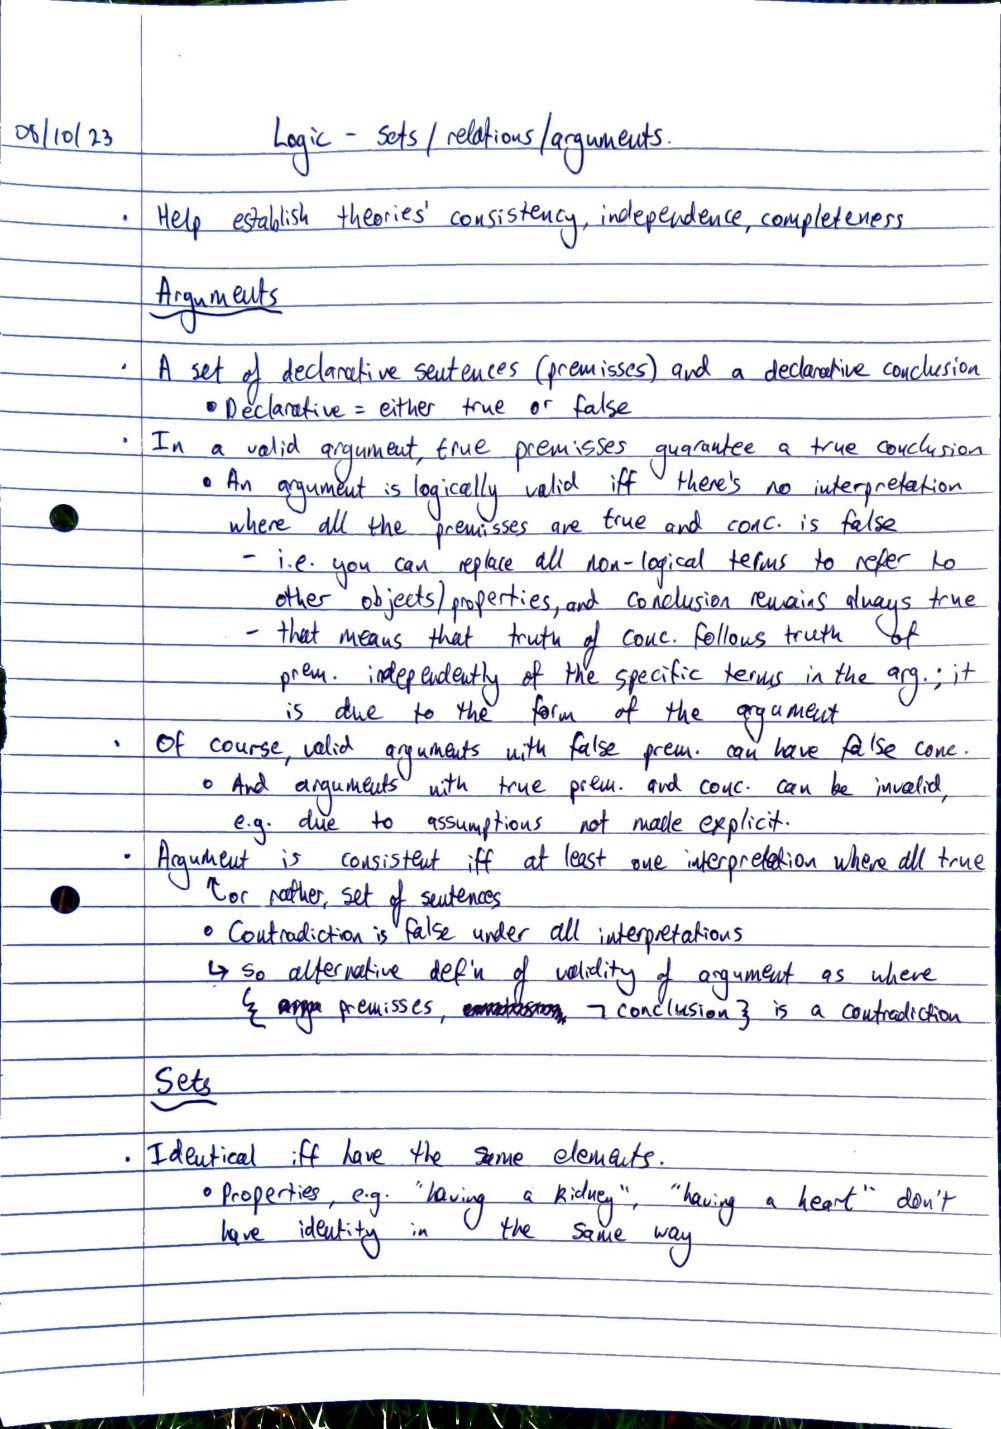 08/10/23
Logic - sets/relations/arguments.
· Help establish theories' consistency, independence, completeness
Arguments
· A set of declarative sentences (premisses) and a declarative conclusion
• Declarative = either true or false
· In a valid argument, true premisses guarantee a true conclusion
• An argument is logically valid iff there's no interpretation
where all the premisses are true and conc. is false
- i.e. you can replace all non-logical terms to refer to
other objects/properties, and conclusion remains always true
- that means that truth of conc. follows truth of
prem. independently of the specific terms in the arg.; it
is due to the form of the argument
· Of course, valid arguments with false prem. can have false conc.
• And arguments with true prem. and conc. can be invalid,
e.g. due to assumptions not made explicit.
· Argument is consistent iff at least one interpretation where all true
↑ or rather, set of sentences
• Contradiction is false under all interpretations
↳ so alternative def'n of validity of argument as where
{ premisses, ¬ conclusion } is a contradiction
Sets
· Identical iff have the same elements.
• Properties, e.g. "having a kidney", "having a heart" don't
have identity in the same way